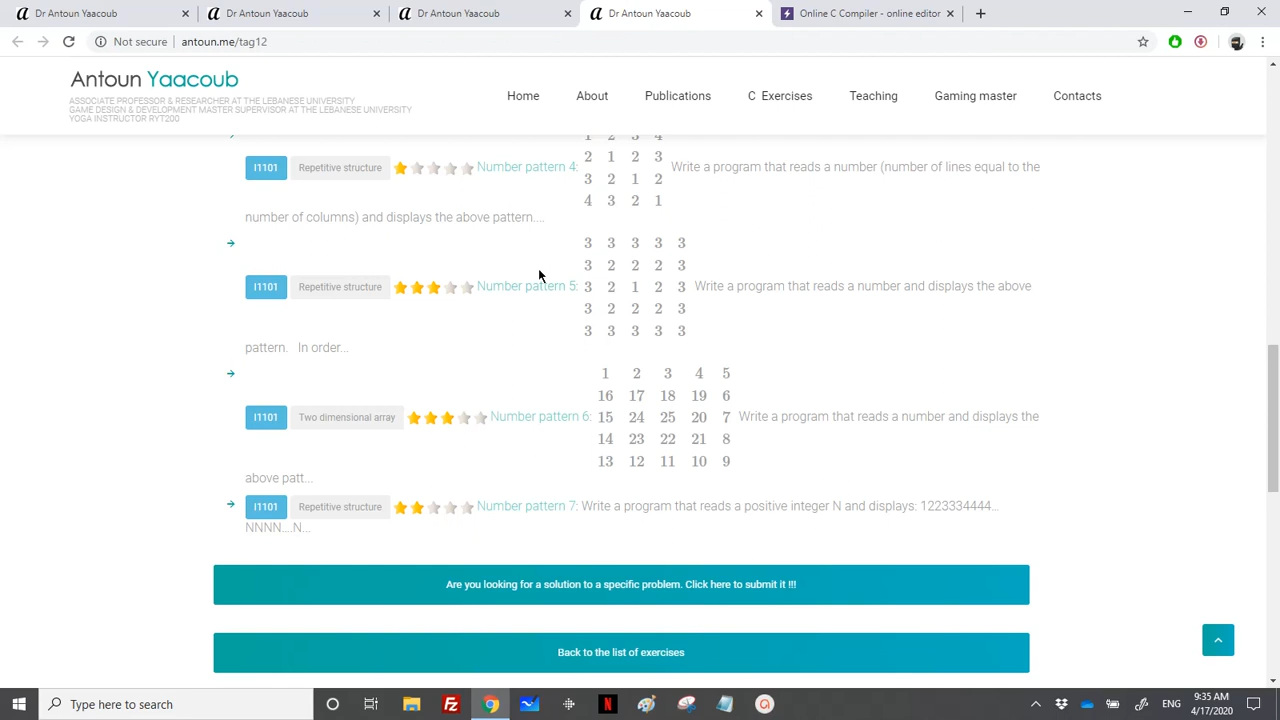 Dr Antoun Yaacoub
Dr Antoun Yaacoub
Dr Antoun Yaacoub
Dr Antoun Yaacoub
Online C Compiler - online editor
Not secure
antoun.me/tag12
Antoun Yaacoub
ASSOCIATE PROFESSOR & RESEARCHER AT THE LEBANESE UNIVERSITY
GAME DESIGN & DEVELOPMENT MASTER SUPERVISOR AT THE LEBANESE UNIVERSITY
YOGA INSTRUCTOR RYT200
Home About Publications C Exercises Teaching Gaming master Contacts
1 2 3 4
2 1 2 3
I1101 Repetitive structure Number pattern 4: Write a program that reads a number (number of lines equal to the
3 2 1 2
4 3 2 1
number of columns) and displays the above pattern....
3 3 3 3 3
3 2 2 2 3
I1101 Repetitive structure Number pattern 5: 3 2 1 2 3 Write a program that reads a number and displays the above
3 2 2 2 3
3 3 3 3 3
pattern. In order...
1 2 3 4 5
16 17 18 19 6
I1101 Two dimensional array Number pattern 6: 15 24 25 20 7 Write a program that reads a number and displays the
14 23 22 21 8
13 12 11 10 9
above patt...
I1101 Repetitive structure Number pattern 7: Write a program that reads a positive integer N and displays: 1223334444...
NNNN....N...
Are you looking for a solution to a specific problem. Click here to submit it !!!
Back to the list of exercises
Type here to search
ENG
9:35 AM
4/17/2020